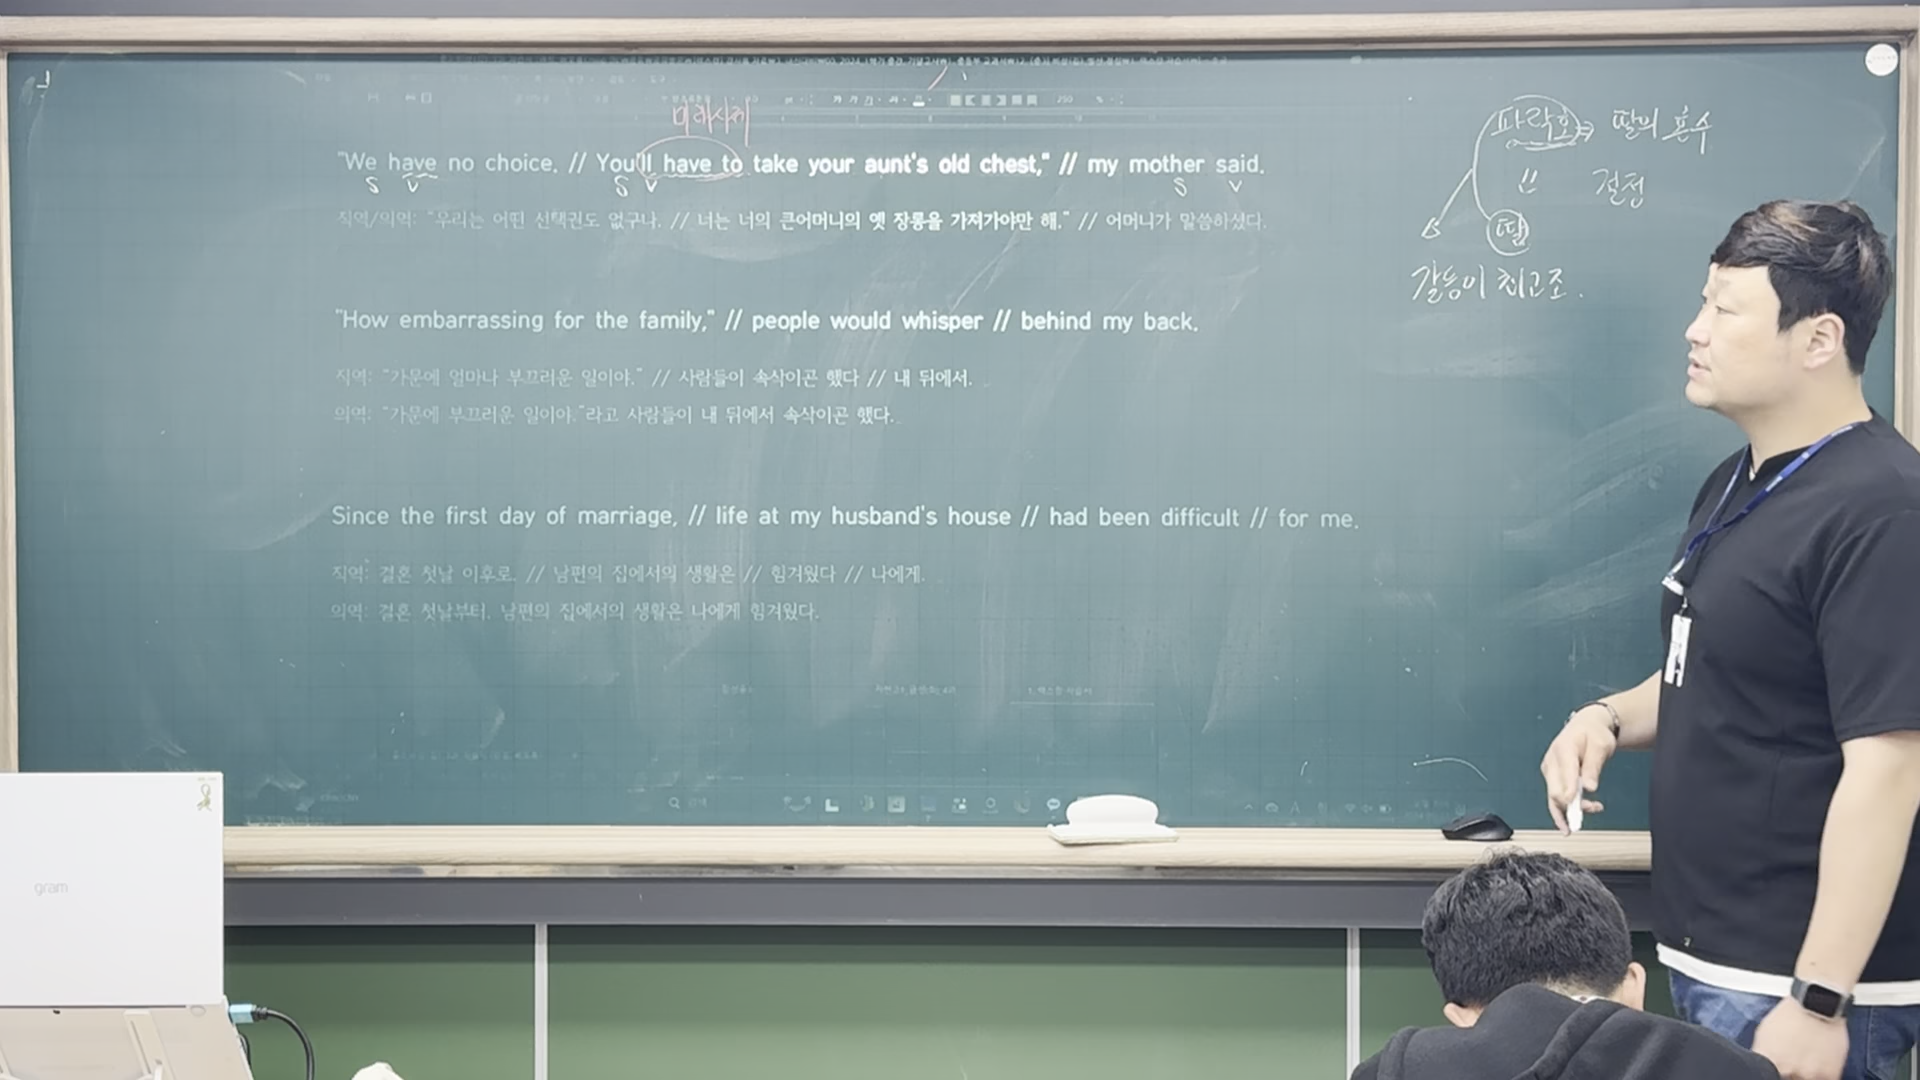 미래시제
"We have no choice. // You'll have to take your aunt's old chest," // my mother said.
S V S V S V
직역/의역: "우리는 어떤 선택권도 없구나. // 너는 너의 큰어머니의 옛 장롱을 가져가야만 해." // 어머니가 말씀하셨다.
"How embarrassing for the family," // people would whisper // behind my back.
직역: "가문에 얼마나 부끄러운 일이야." // 사람들이 속삭이곤 했다 // 내 뒤에서.
의역: "가문에 부끄러운 일이야."라고 사람들이 내 뒤에서 속삭이곤 했다.
Since the first day of marriage, // life at my husband's house // had been difficult // for me.
직역: 결혼 첫날 이후로, // 남편의 집에서의 생활은 // 힘겨웠다 // 나에게.
의역: 결혼 첫날부터, 남편의 집에서의 생활은 나에게 힘겨웠다.
딸의 혼수
걱정
딸
갈등이 최고조.
gram